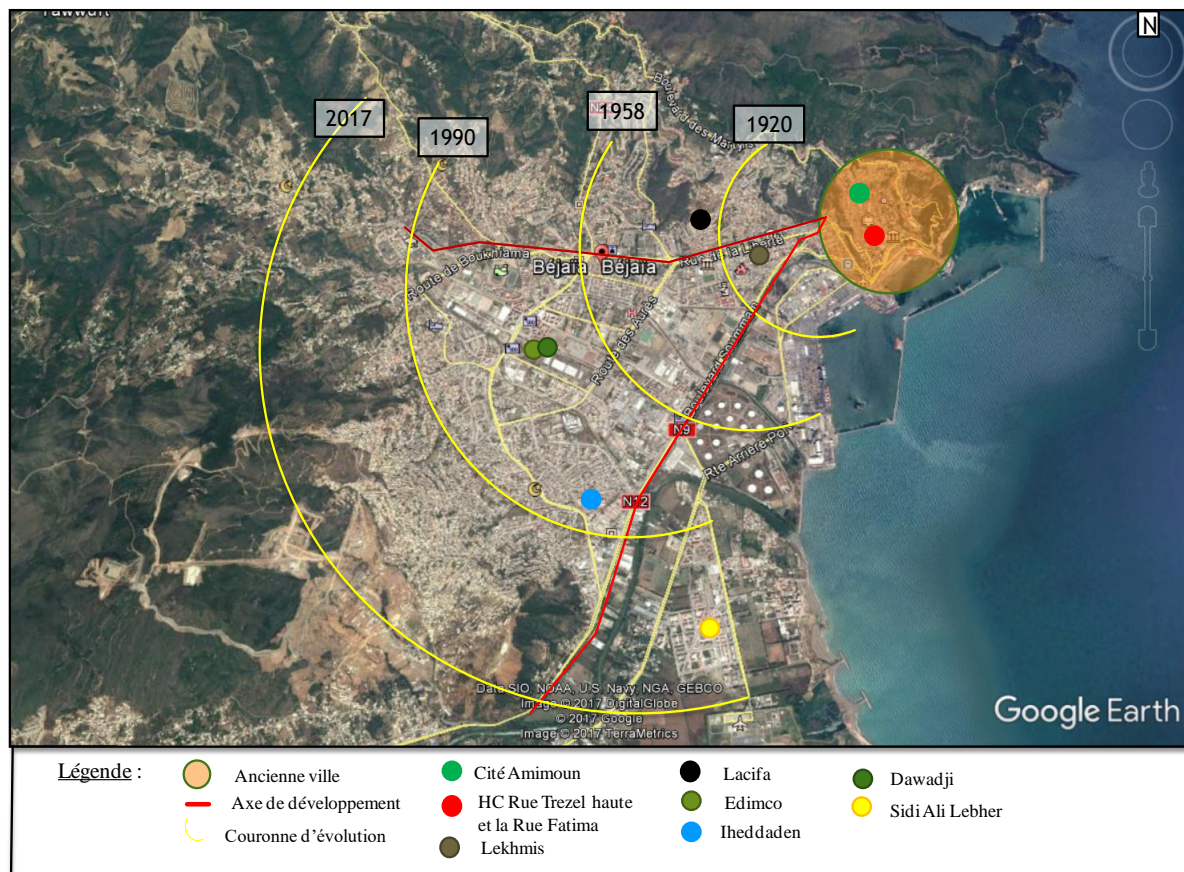 N
2017
1990
1958
1920
Boulevard des Martyrs
Route de Boukhiama
Béjaïa Béjaïa
Rue de la Liberté
Route des Aurès
Boulevard Soummam
N9
Rte Arrière Port
N12
Data SIO, NOAA, U.S. Navy, NGA, GEBCO
Image © 2017 DigitalGlobe
© 2017 Google
Image © 2017 TerraMetrics
Google Earth
Légende :
Ancienne ville
Axe de développement
Couronne d’évolution
Cité Amimoun
HC Rue Trezel haute
et la Rue Fatima
Lekhmis
Lacifa
Edimco
Iheddaden
Dawadji
Sidi Ali Lebher